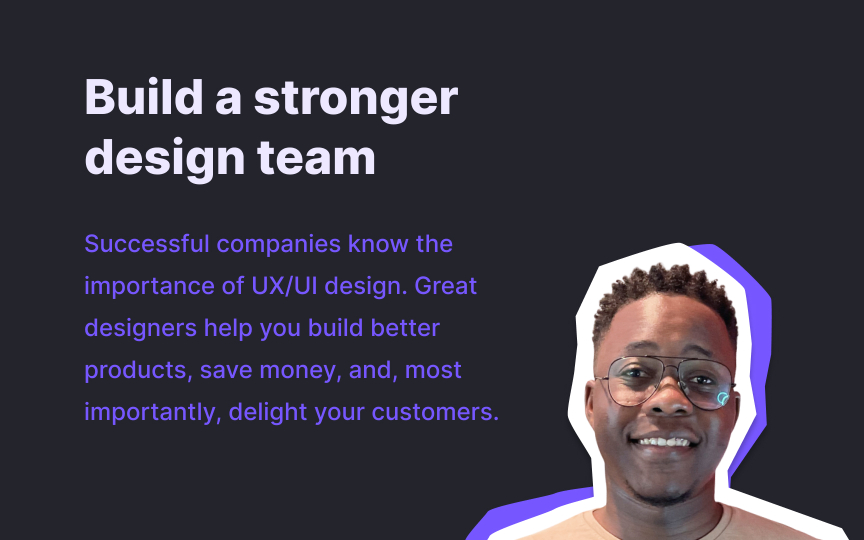 Build a stronger
design team
Successful companies know the
importance of UX/UI design. Great
designers help you build better
products, save money, and, most
importantly, delight your customers.